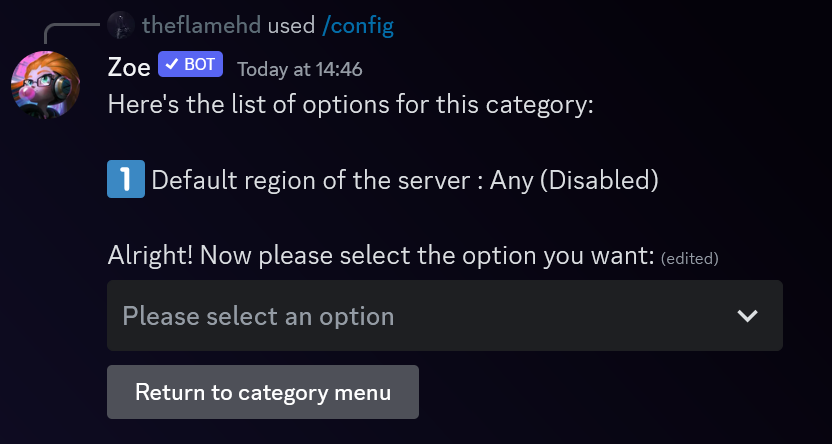 theflamehd used /config
Zoe ✓ BOT Today at 14:46
Here's the list of options for this category:
1 Default region of the server : Any (Disabled)
Alright! Now please select the option you want: (edited)
Please select an option
Return to category menu